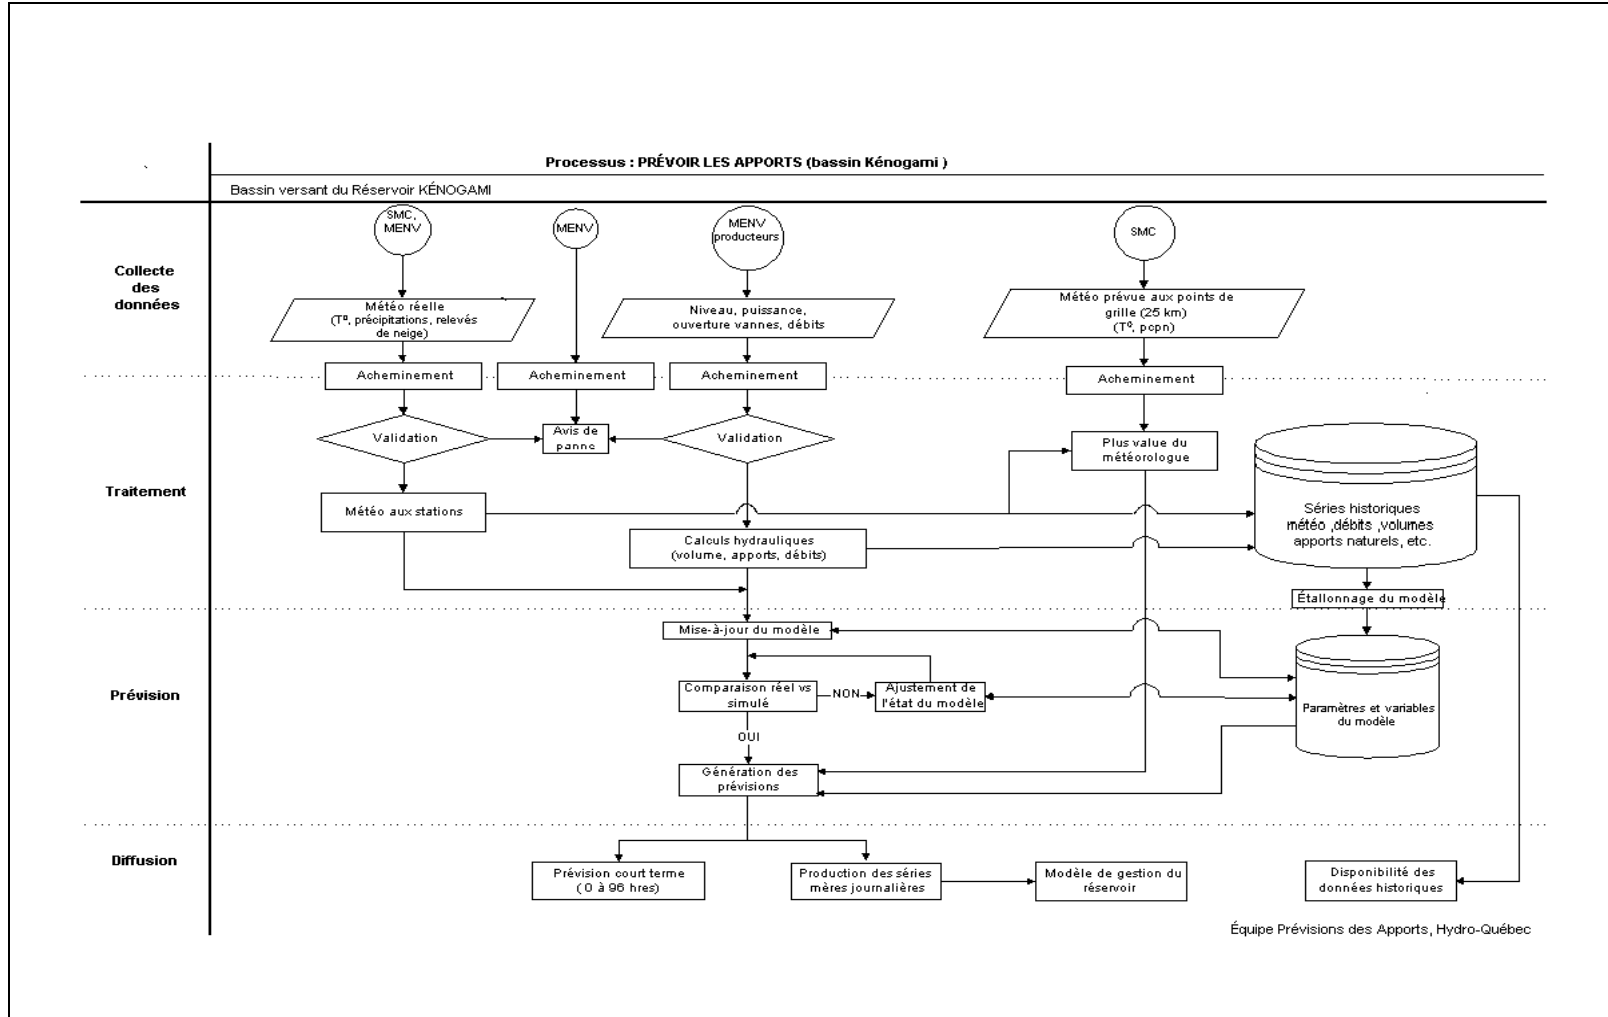 Processus : PRÉVOIR LES APPORTS (bassin Kénogami )
Bassin versant du Réservoir KÉNOGAMI
Collecte
des
données
SMC,
MENV
MENV
MENV
producteurs
SMC
Météo réelle
(Tº, précipitations, relevés
de neige)
Niveau, puissance,
ouverture vannes, débits
Météo prévue aux points de
grille (25 km)
(Tº, pcpn)
Acheminement
Acheminement
Acheminement
Acheminement
Traitement
Validation
Avis de
panne
Validation
Plus value du
météorologue
Météo aux stations
Séries historiques
météo ,débits ,volumes
apports naturels, etc.
Calculs hydrauliques
(volume, apports, débits)
Étallonnage du modèle
Prévision
Mise-à-jour du modèle
Comparaison réel vs
simulé
NON
Ajustement de
l'état du modèle
Paramètres et variables
du modèle
OUI
Génération des
prévisions
Diffusion
Prévision court terme
( 0 à 96 hres)
Production des séries
mères journalières
Modèle de gestion du
réservoir
Disponibilité des
données historiques
Équipe Prévisions des Apports, Hydro-Québec